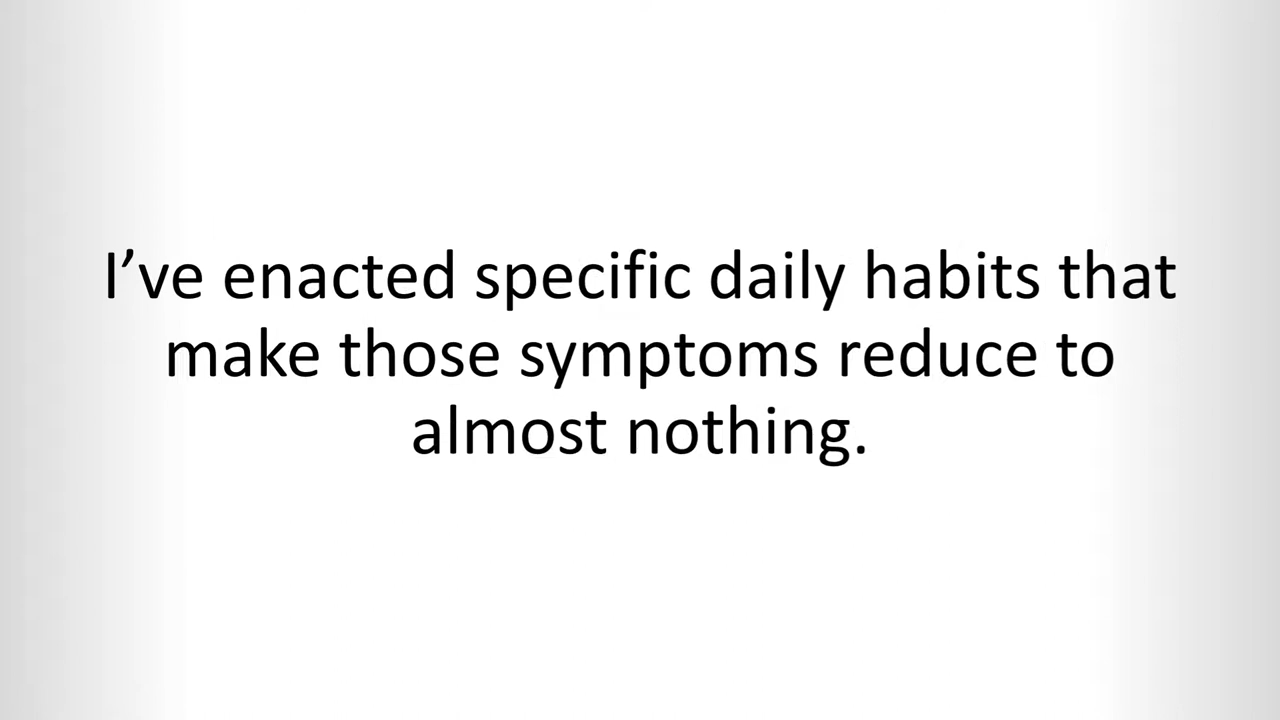 I’ve enacted specific daily habits that
make those symptoms reduce to
almost nothing.